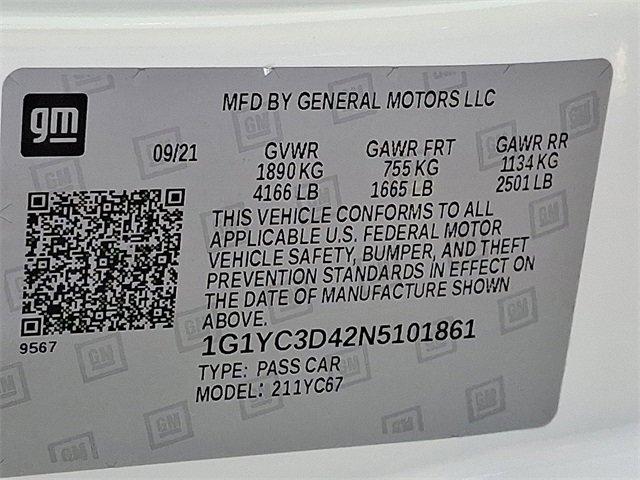 gm
MFD BY GENERAL MOTORS LLC
09/21 GVWR GAWR FRT GAWR RR
1890 KG 755 KG 1134 KG
4166 LB 1665 LB 2501 LB
THIS VEHICLE CONFORMS TO ALL
APPLICABLE U.S. FEDERAL MOTOR
VEHICLE SAFETY, BUMPER, AND THEFT
PREVENTION STANDARDS IN EFFECT ON
THE DATE OF MANUFACTURE SHOWN
ABOVE.
9567
1G1YC3D42N5101861
TYPE: PASS CAR
MODEL: 211YC67